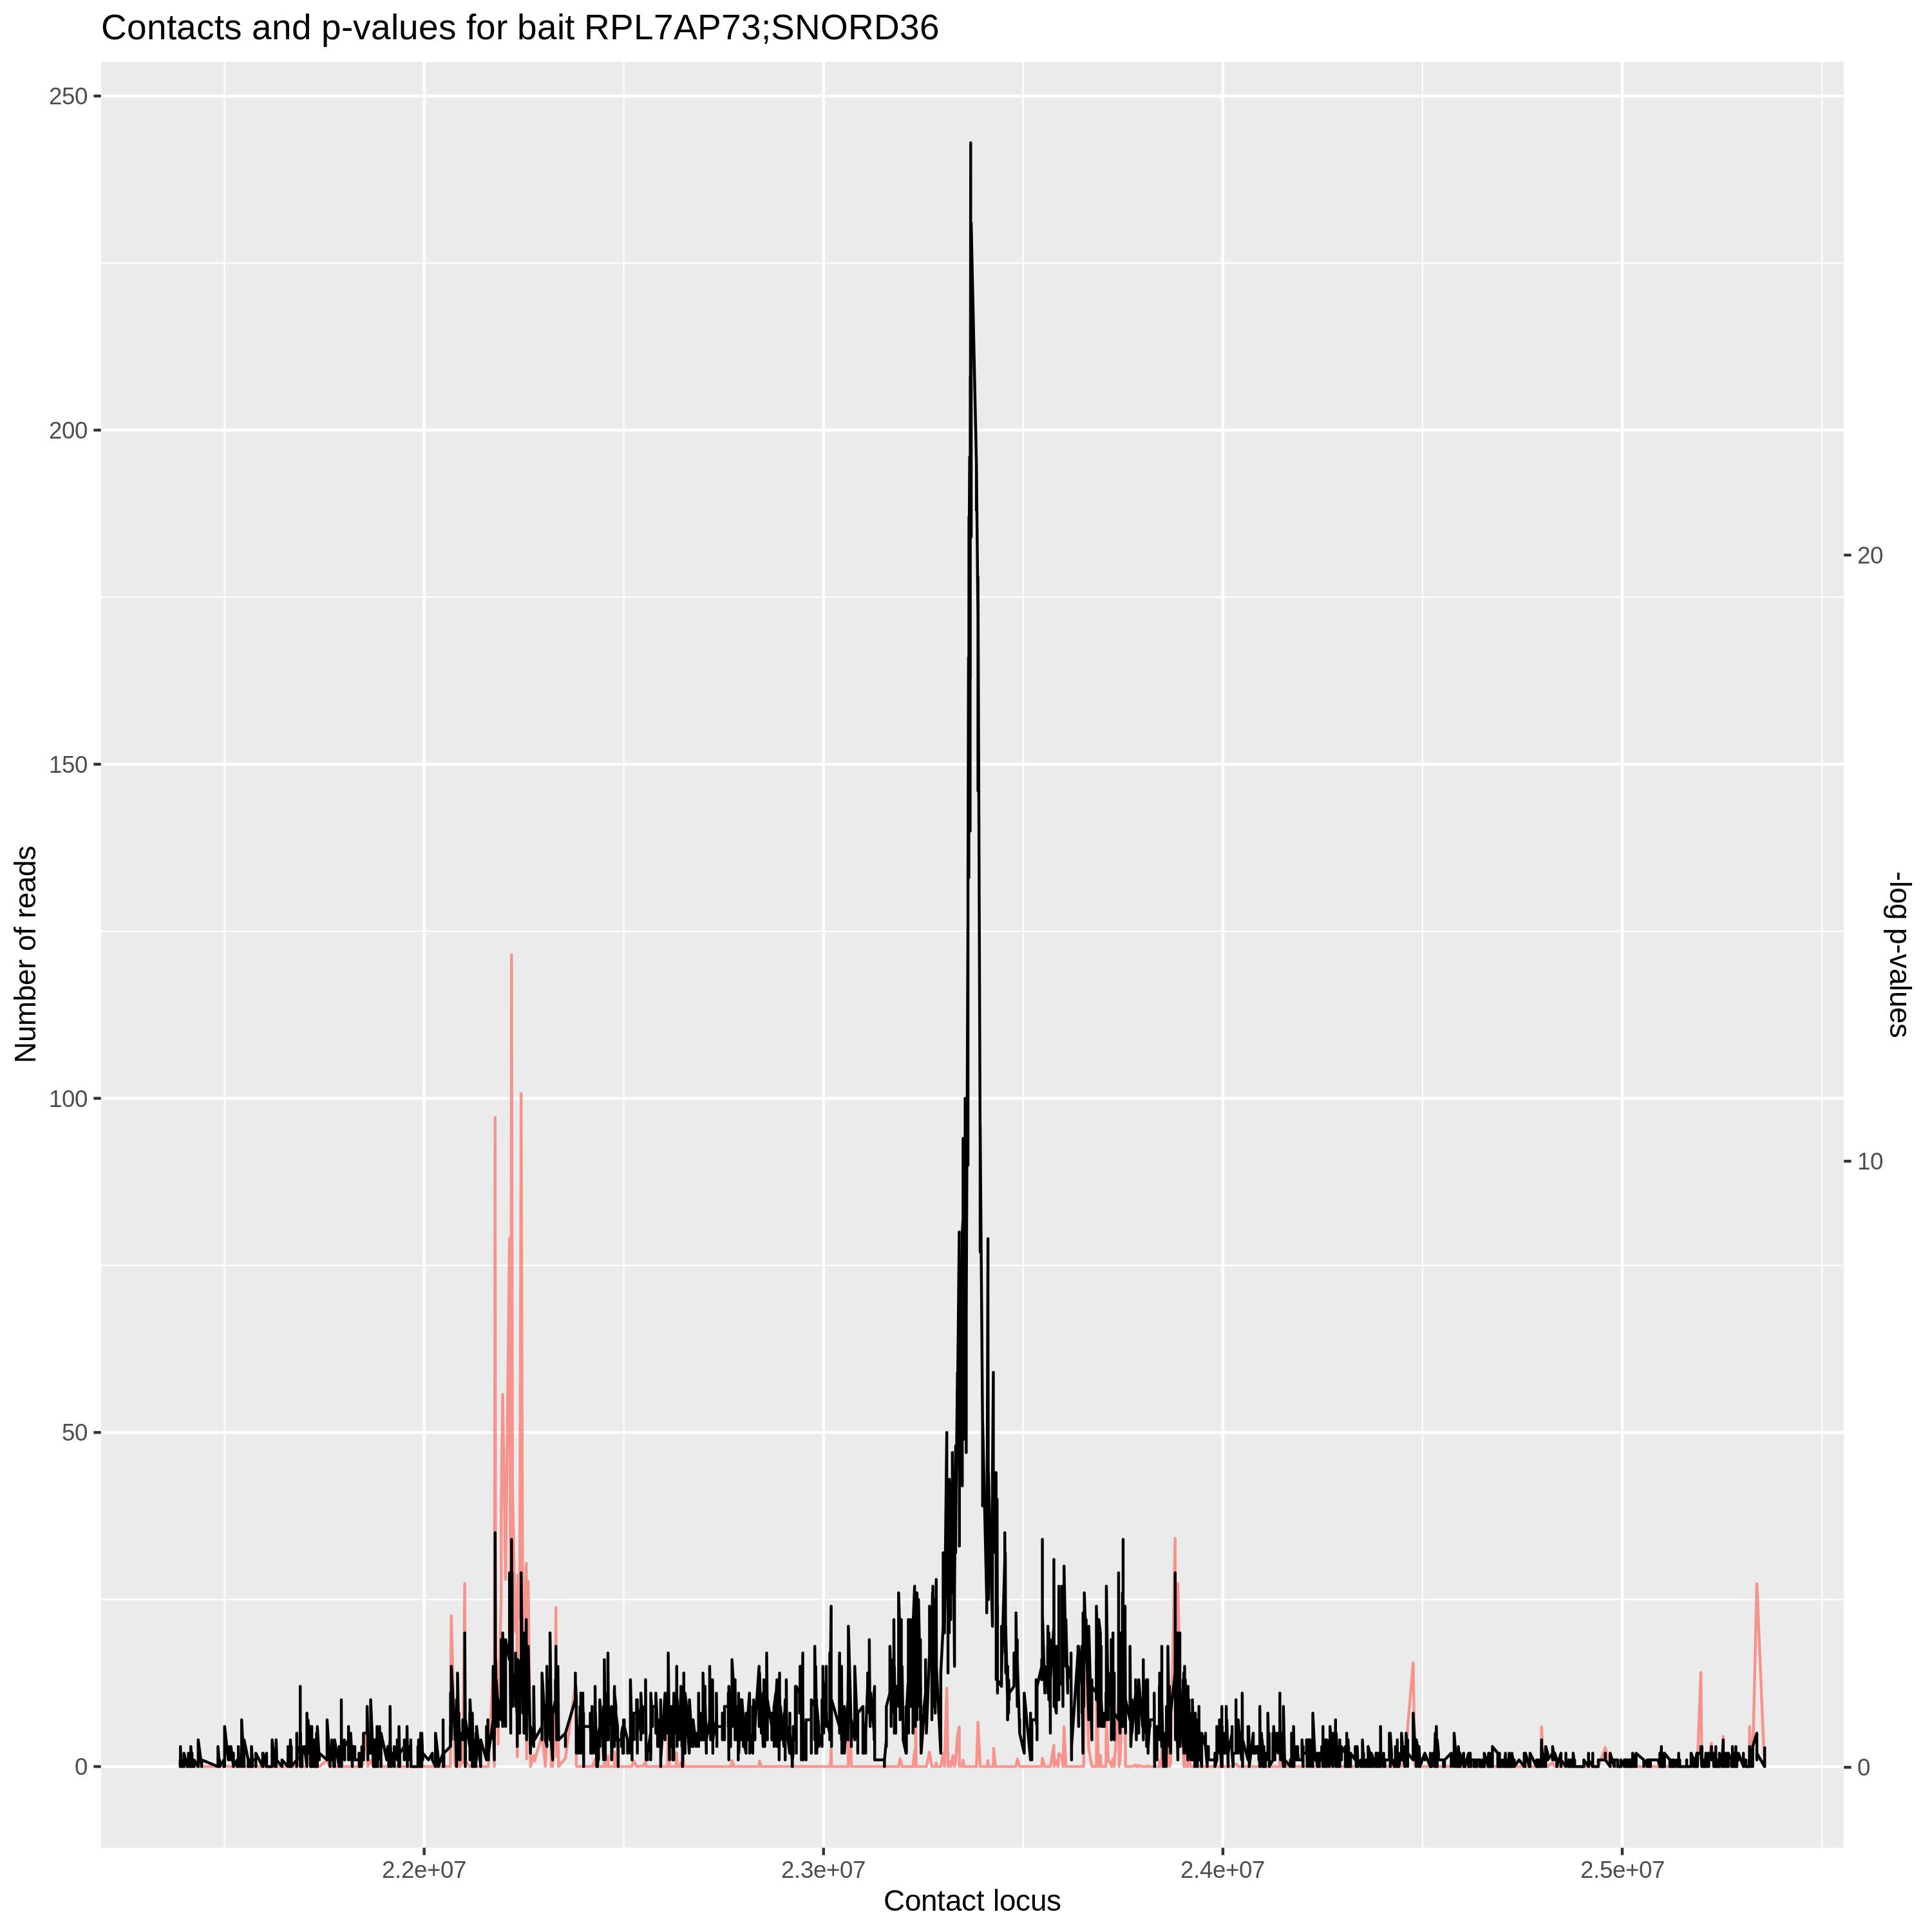 Contacts and p-values for bait RPL7AP73;SNORD36
250
200
150
100
50
0
Number of reads
20
10
0
-log p-values
2.2e+07
2.3e+07
2.4e+07
2.5e+07
Contact locus